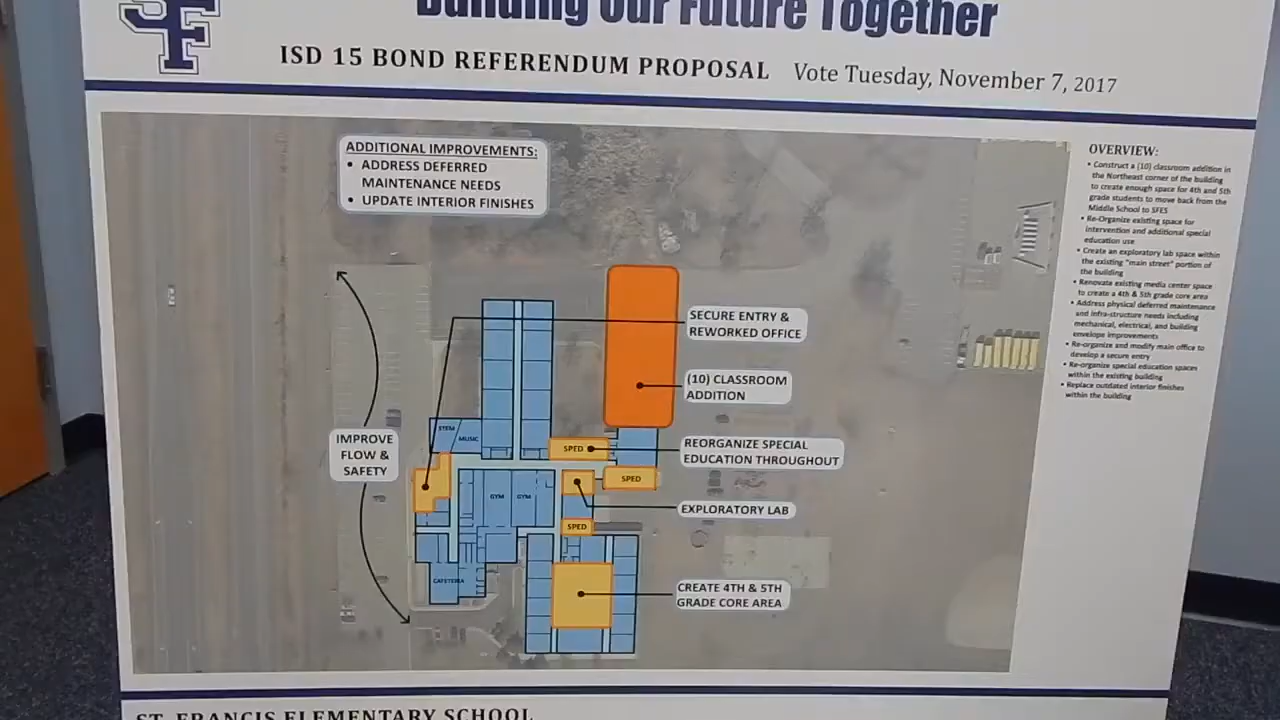 SF
Building Our Future Together
ISD 15 BOND REFERENDUM PROPOSAL Vote Tuesday, November 7, 2017
ADDITIONAL IMPROVEMENTS:
• ADDRESS DEFERRED
MAINTENANCE NEEDS
• UPDATE INTERIOR FINISHES
SECURE ENTRY &
REWORKED OFFICE
(10) CLASSROOM
ADDITION
IMPROVE
FLOW &
SAFETY
STEM
MUSIC
SPED
REORGANIZE SPECIAL
EDUCATION THROUGHOUT
SPED
GYM GYM
EXPLORATORY LAB
SPED
CAFETERIA
CREATE 4TH & 5TH
GRADE CORE AREA
OVERVIEW:
• Construct a (10) classroom addition in
the Northeast corner of the building
to create enough space for 4th and 5th
grade students to move back from the
Middle School to SFES
• Re-Organize existing space for
intervention and additional special
education use
• Create an exploratory lab space within
the existing "main street" portion of
the building
• Renovate existing media center space
to create a 4th & 5th grade core area
• Address physical deferred maintenance
and infra-structure needs including
mechanical, electrical, and building
envelope improvements
• Re-organize and modify main office to
develop a secure entry
• Re-organize special education spaces
within the existing building
• Replace outdated interior finishes
within the building
ST. FRANCIS ELEMENTARY SCHOOL